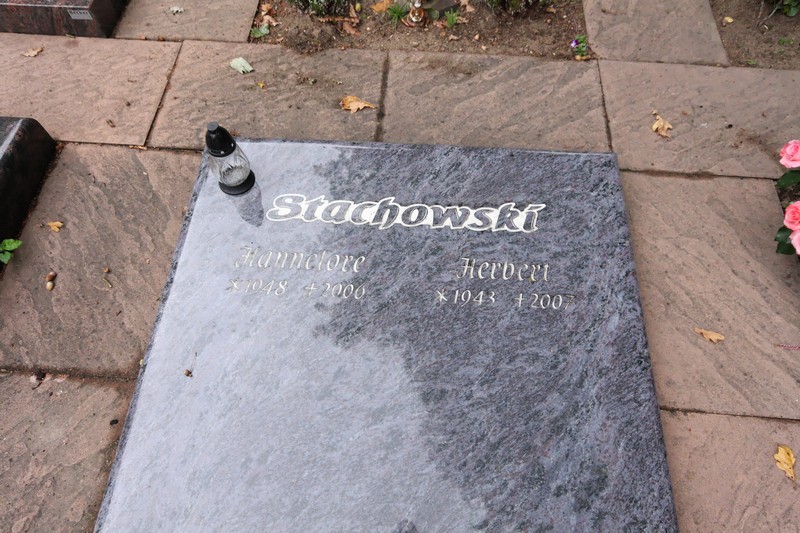 Stachowski
Hannelore Herbert
*1948 †2006 *1943 †2007